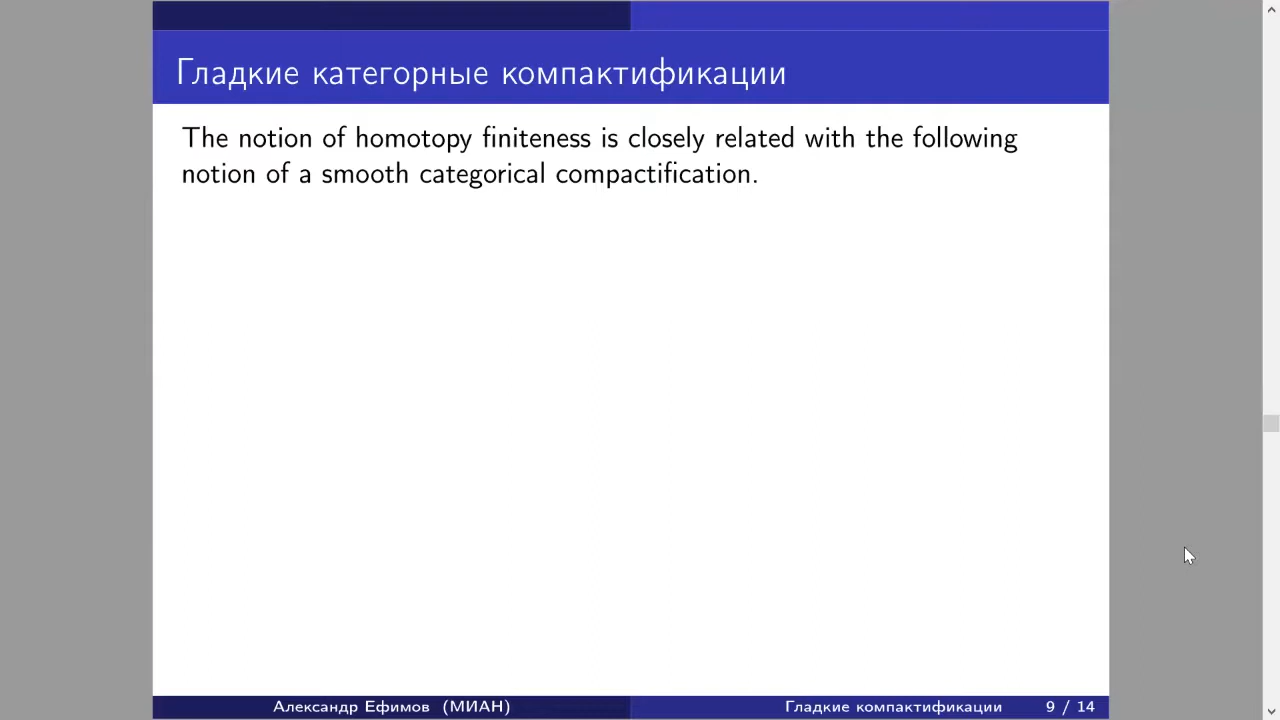 Гладкие категорные компактификации
The notion of homotopy finiteness is closely related with the following
notion of a smooth categorical compactification.
Александр Ефимов (МИАН)
Гладкие компактификации
9 / 14